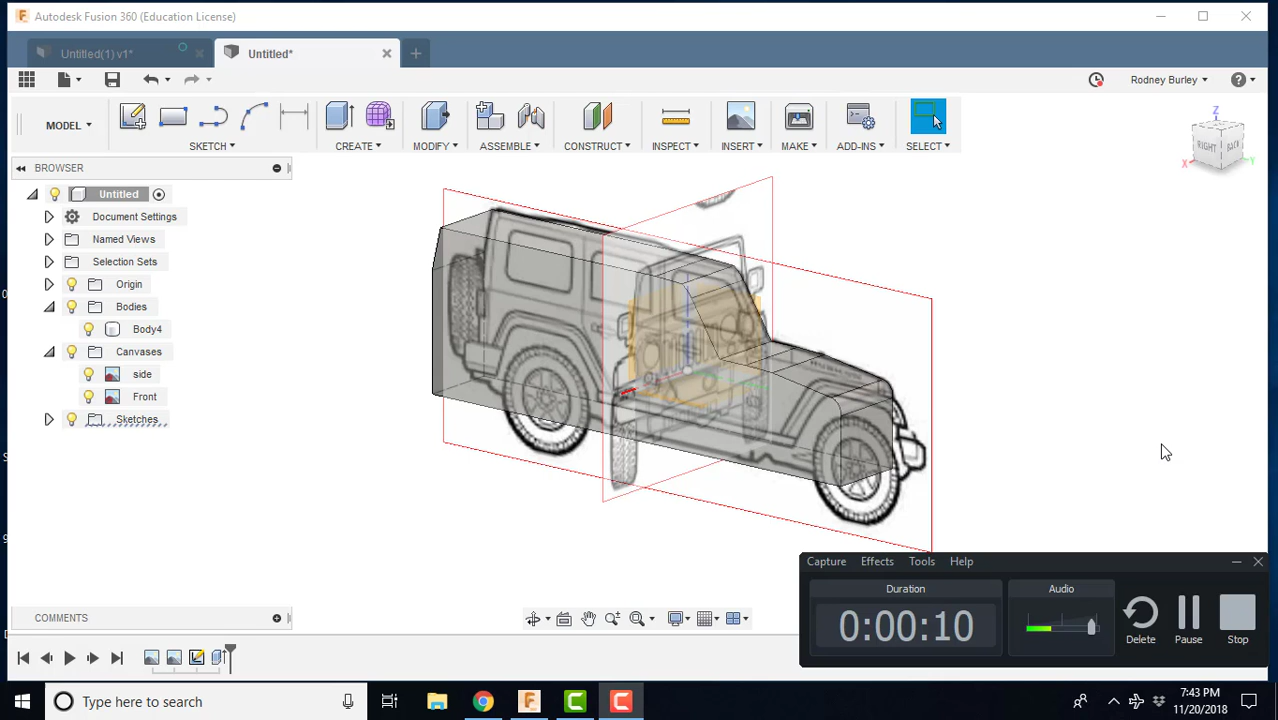 Autodesk Fusion 360 (Education License)
Untitled(1) v1*
Untitled*
Rodney Burley
MODEL
SKETCH
CREATE
MODIFY
ASSEMBLE
CONSTRUCT
INSPECT
INSERT
MAKE
ADD-INS
SELECT
Z
RIGHT
BACK
X
Y
BROWSER
Untitled
Document Settings
Named Views
Selection Sets
Origin
Bodies
Body4
Canvases
side
Front
Sketches
COMMENTS
Capture
Effects
Tools
Help
Duration
Audio
0:00:10
Delete
Pause
Stop
Type here to search
7:43 PM
11/20/2018